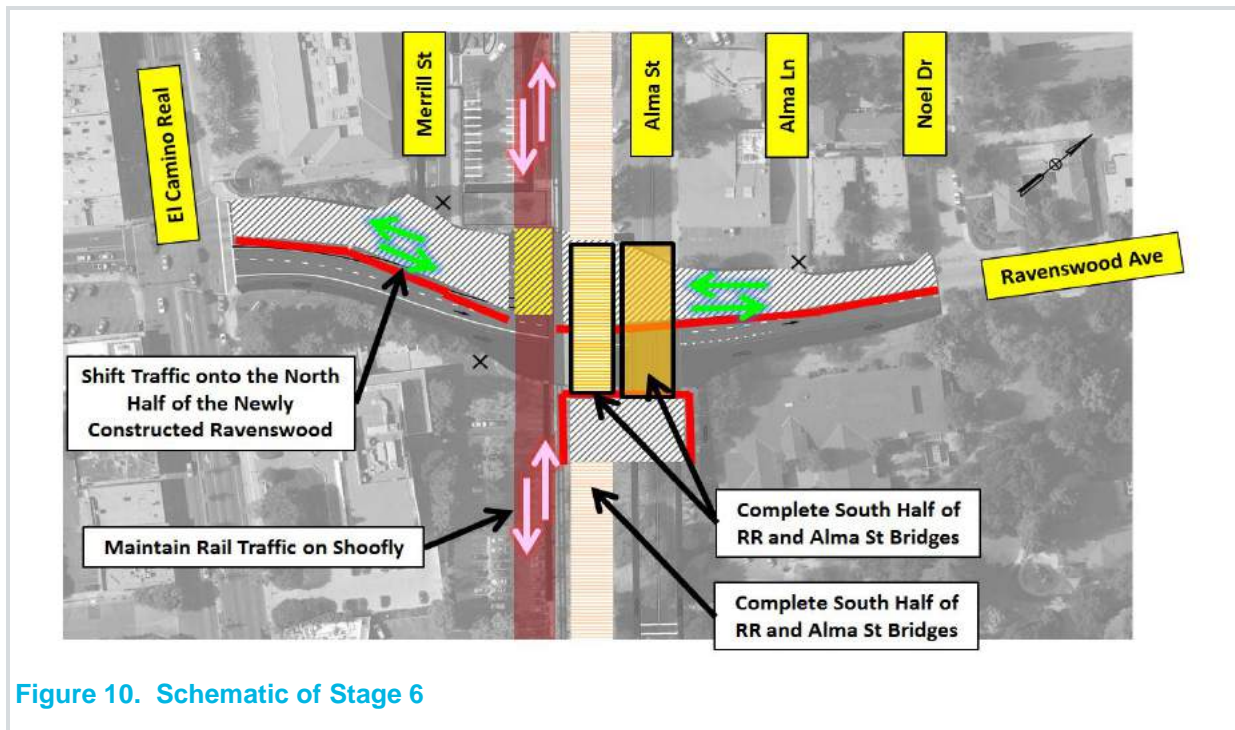 El Camino Real
Merrill St
Alma St
Alma Ln
Noel Dr
Ravenswood Ave
Shift Traffic onto the North
Half of the Newly
Constructed Ravenswood
Maintain Rail Traffic on Shoofly
Complete South Half of
RR and Alma St Bridges
Complete South Half of
RR and Alma St Bridges
Figure 10. Schematic of Stage 6